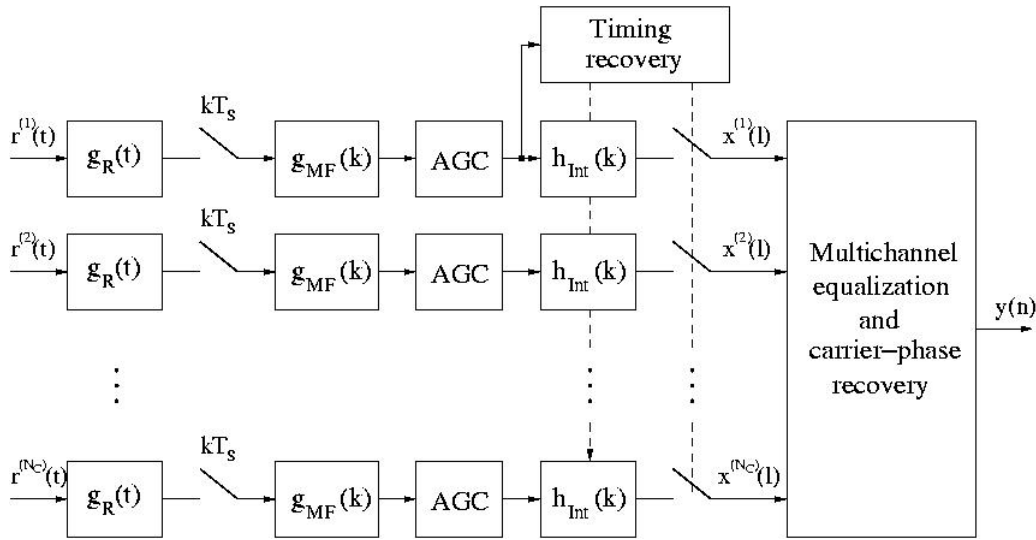 Timing
recovery
r^(1)(t) g_R(t) kT_s g_MF(k) AGC h_Int(k) x^(1)(l)
r^(2)(t) g_R(t) kT_s g_MF(k) AGC h_Int(k) x^(2)(l)
Multichannel
equalization
and
carrier-phase
recovery
y(n)
r^(N_C)(t) g_R(t) kT_s g_MF(k) AGC h_Int(k) x^(N_C)(l)